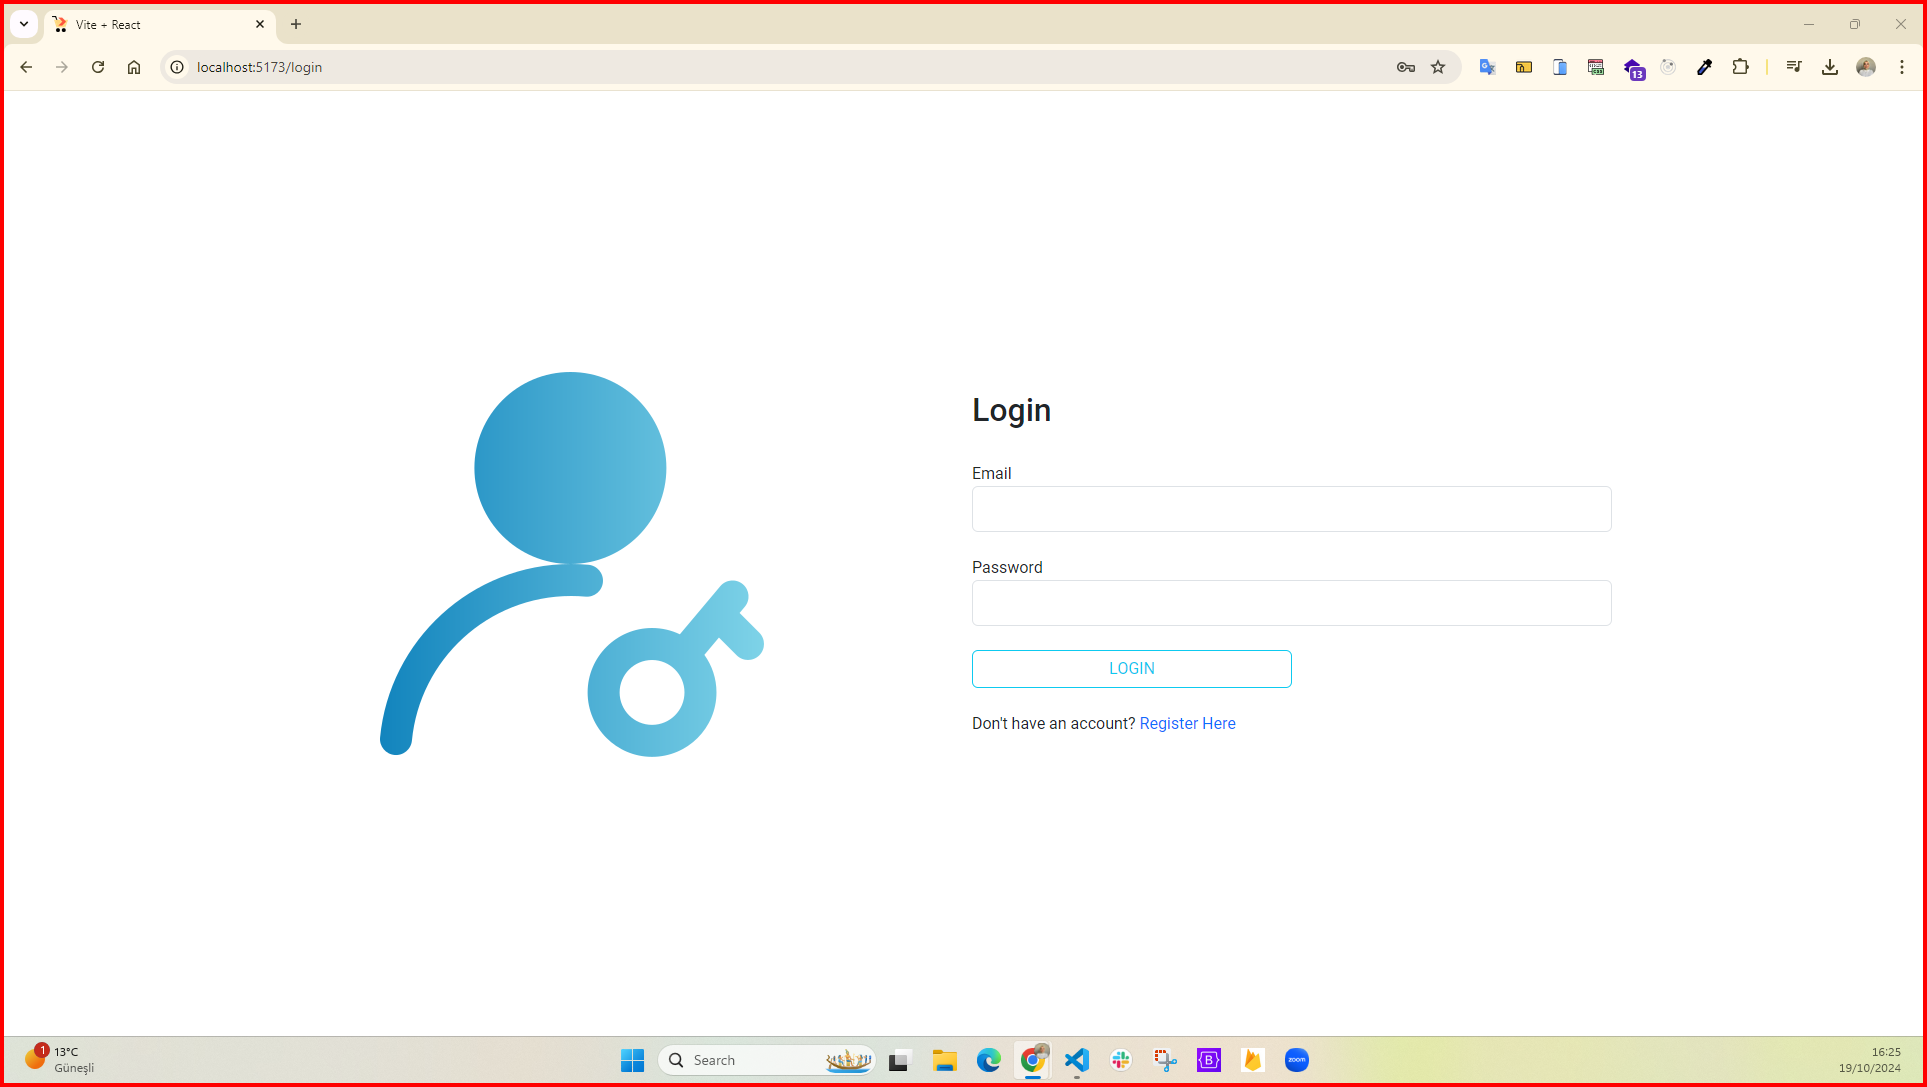 Vite + React
localhost:5173/login
13
Login
Email
Password
LOGIN
Don't have an account? Register Here
1
13°C
Güneşli
Search
B
zoom
16:25
19/10/2024